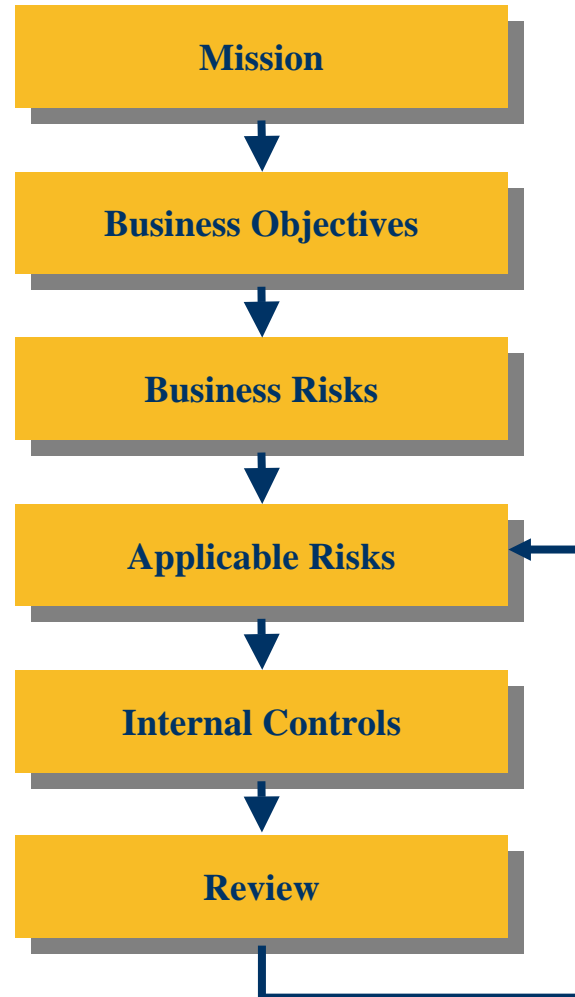 Mission
Business Objectives
Business Risks
Applicable Risks
Internal Controls
Review